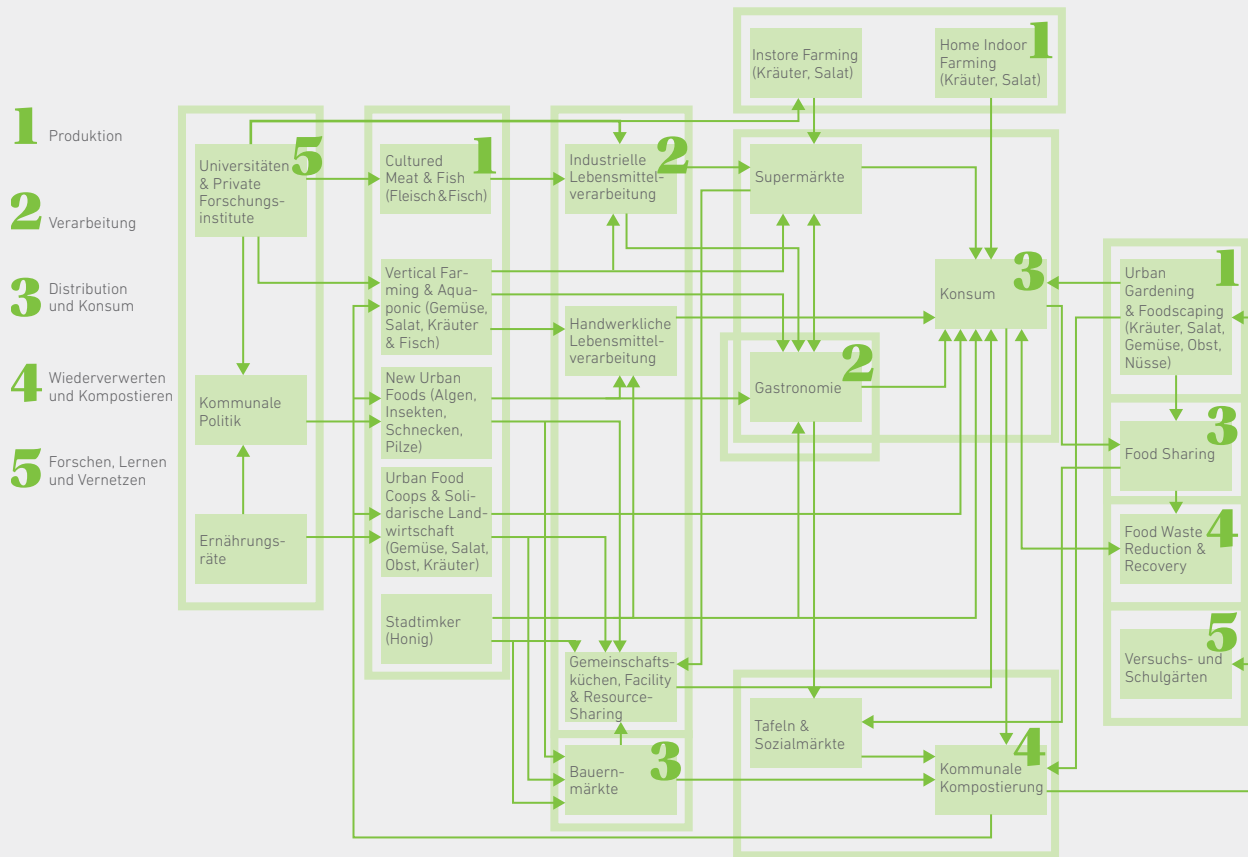 1 Produktion
2 Verarbeitung
3 Distribution
und Konsum
4 Wiederverwerten
und Kompostieren
5 Forschen, Lernen
und Vernetzen
5
Universitäten
& Private
Forschungs-
institute
Kommunale
Politik
Ernährungs-
räte
1
Cultured
Meat & Fish
(Fleisch & Fisch)
Vertical Far-
ming & Aqua-
ponic (Gemüse,
Salat, Kräuter
& Fisch)
New Urban
Foods (Algen,
Insekten,
Schnecken,
Pilze)
Urban Food
Coops & Soli-
darische Land-
wirtschaft
(Gemüse, Salat,
Obst, Kräuter)
Stadtimker
(Honig)
2
Industrielle
Lebensmittel-
verarbeitung
Handwerkliche
Lebensmittel-
verarbeitung
Gemeinschafts-
küchen, Facility
& Resource-
Sharing
3
Bauern-
märkte
Instore Farming
(Kräuter, Salat)
1
Home Indoor
Farming
(Kräuter, Salat)
Supermärkte
3
Konsum
2
Gastronomie
Tafeln &
Sozialmärkte
4
Kommunale
Kompostierung
1
Urban
Gardening
& Foodscaping
(Kräuter, Salat,
Gemüse, Obst,
Nüsse)
3
Food Sharing
4
Food Waste
Reduction &
Recovery
5
Versuchs- und
Schulgärten